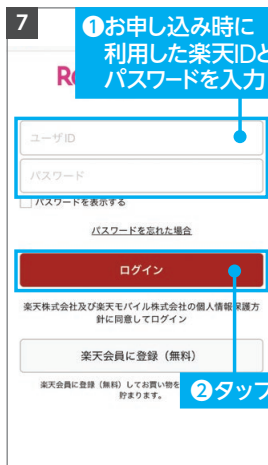 7
❶お申し込み時に
利用した楽天IDと
パスワードを入力
R
ユーザID
パスワード
パスワードを表示する
パスワードを忘れた場合
ログイン
楽天株式会社及び楽天モバイル株式会社の個人情報保護方
針に同意してログイン
楽天会員に登録（無料）
楽天会員に登録（無料）してお買い物を
貯まります。
❷タップ